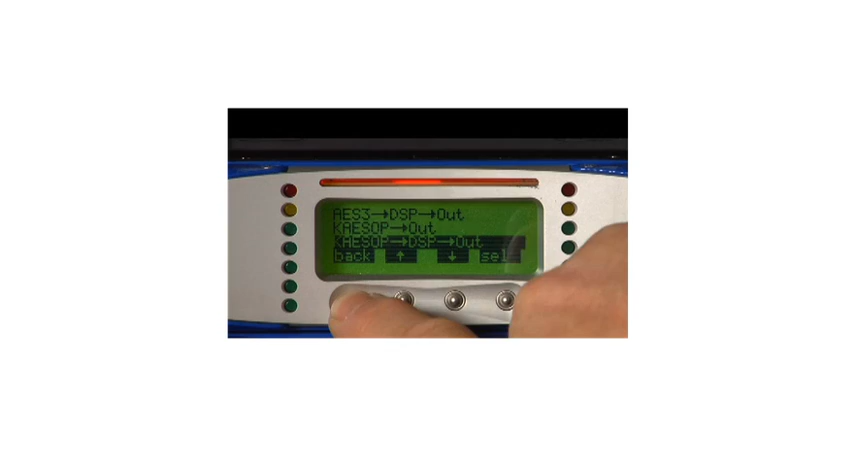 AES3→DSP→Out
KAESOP→Out
KAESOP→DSP→Out
back ↑ ↓ sel